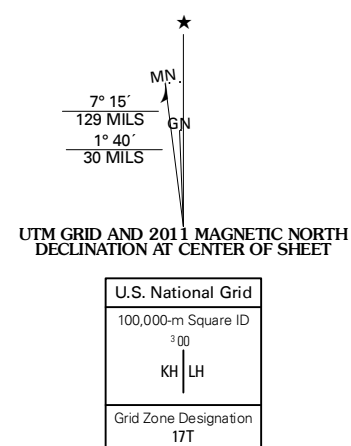 ★
MN
7° 15´
129 MILS
GN
1° 40´
30 MILS
UTM GRID AND 2011 MAGNETIC NORTH
DECLINATION AT CENTER OF SHEET
U.S. National Grid
100,000-m Square ID
³00
KH LH
Grid Zone Designation
17T